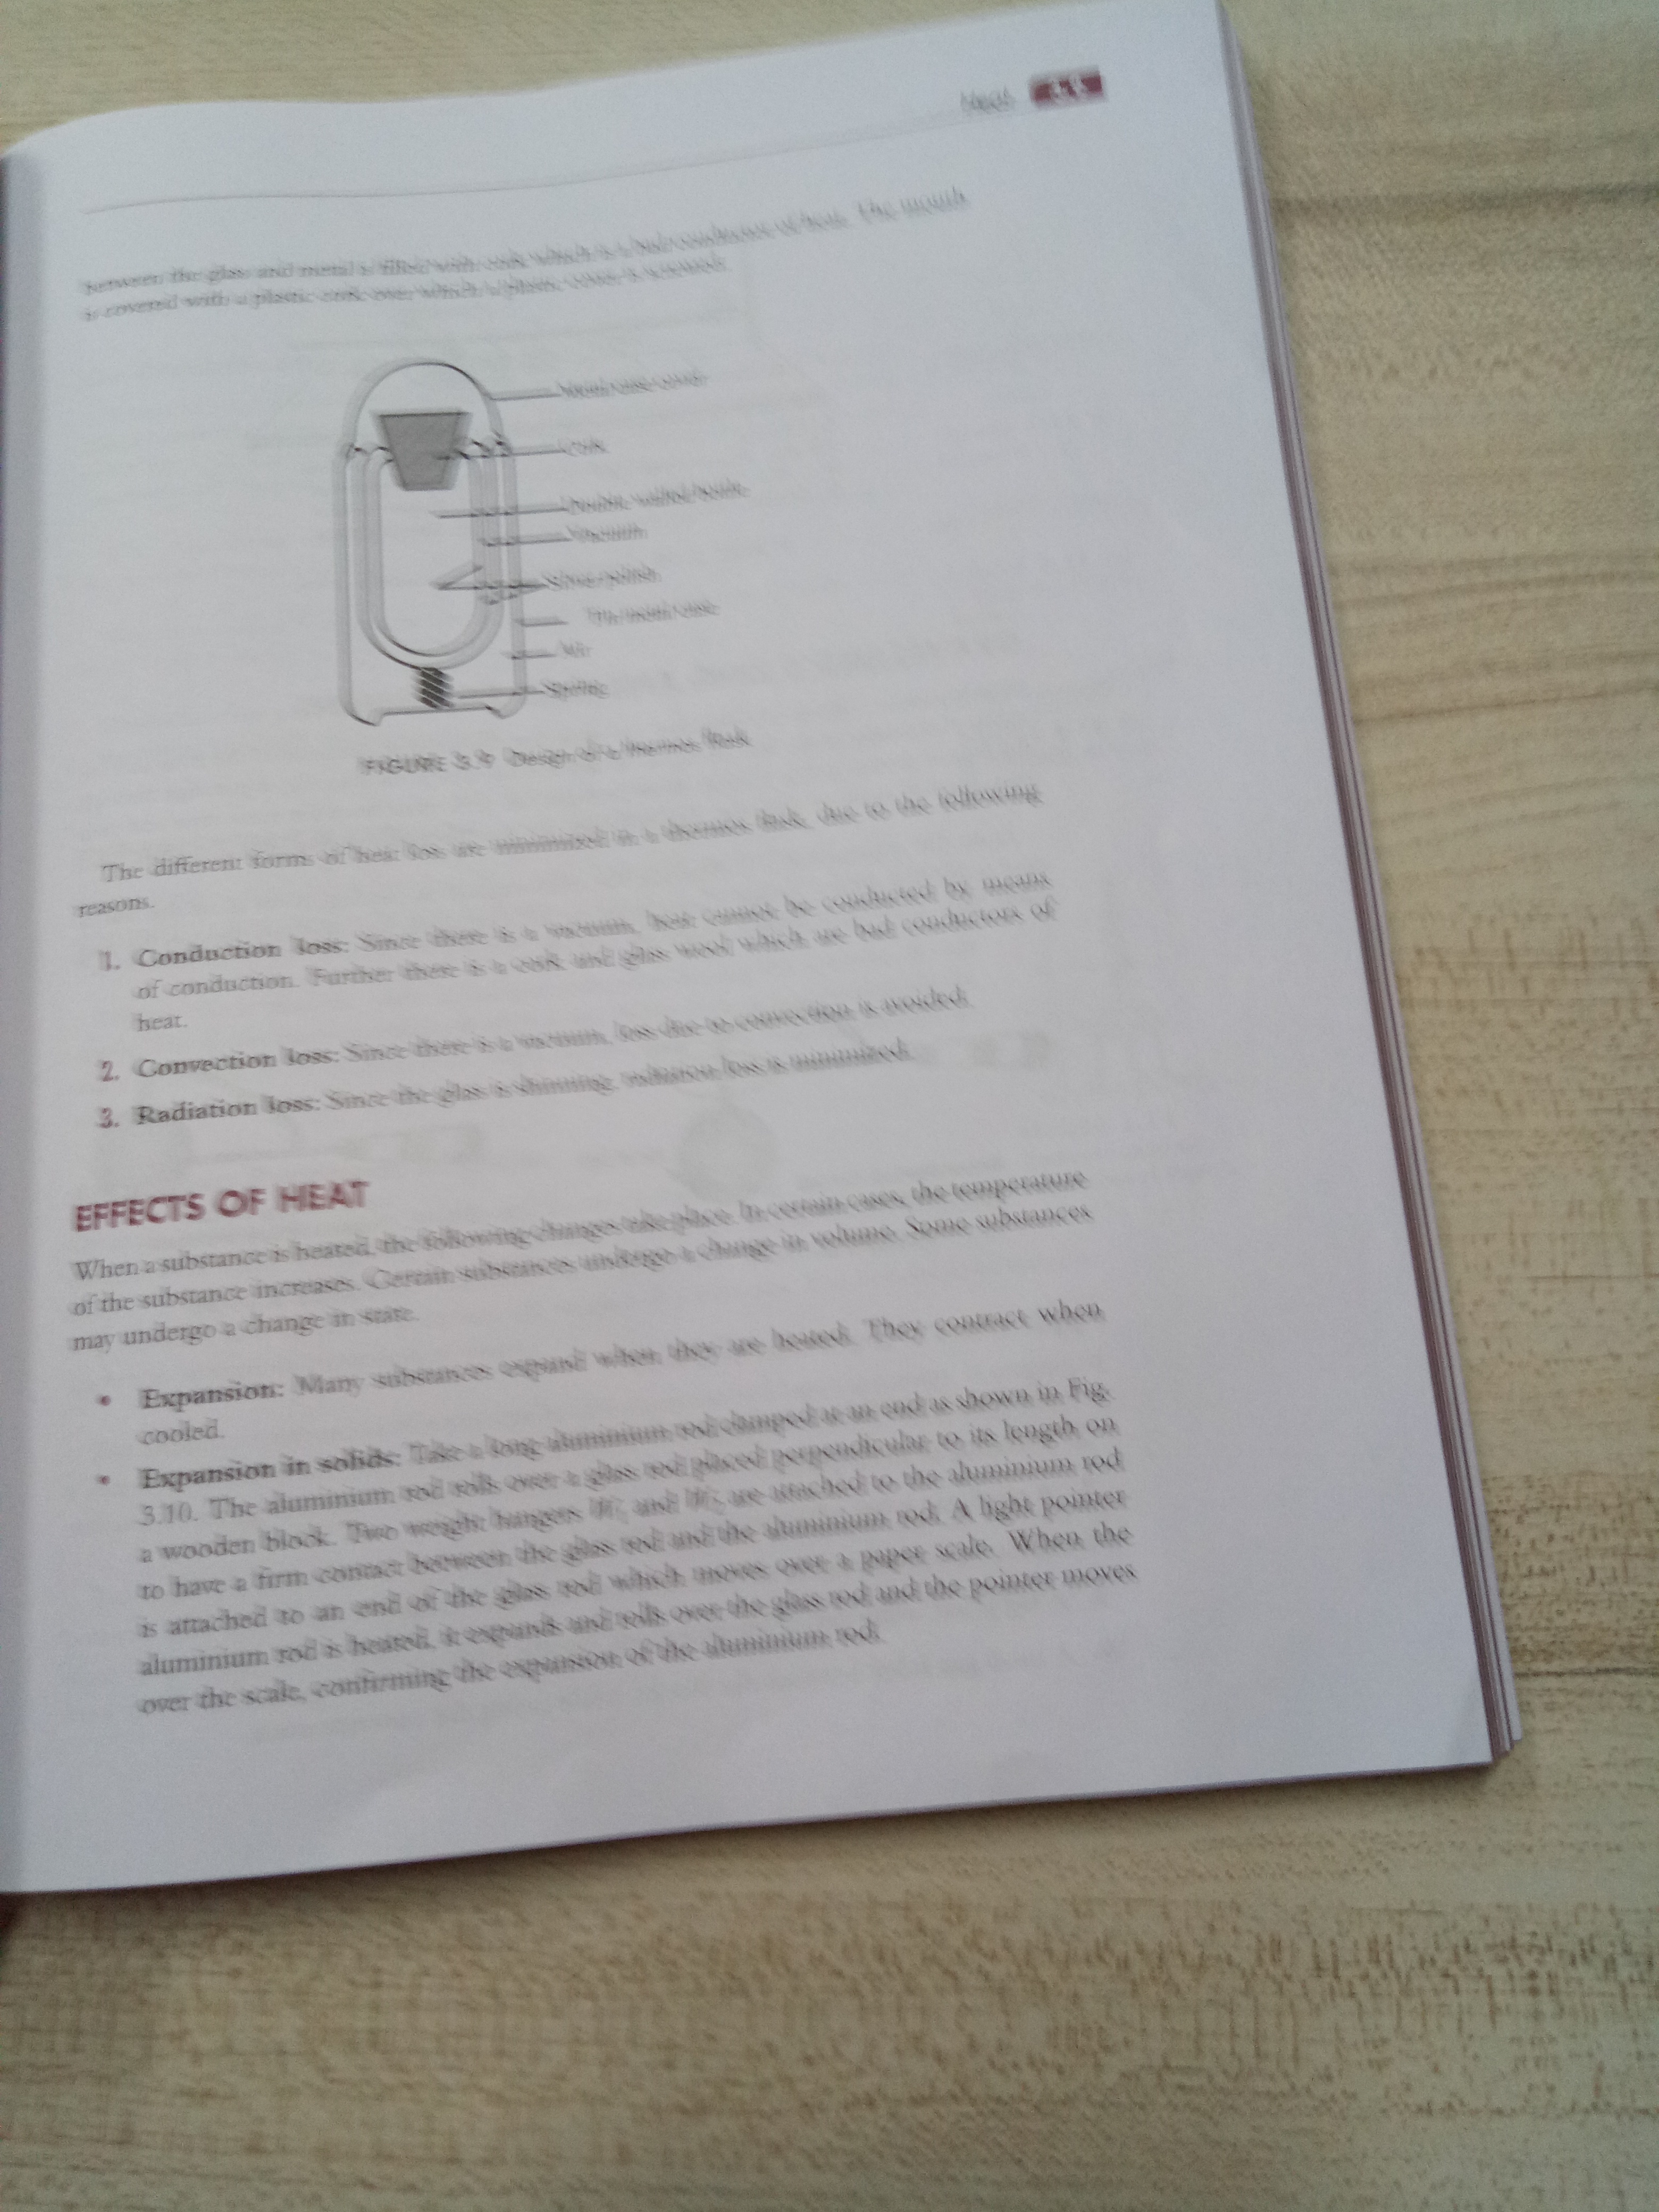 Heat
between the glass and metal is filled with cork which is a bad conductor of heat. The mouth
is covered with a plastic cork over which a plastic cover is screwed.
Cork
Double walled bottle
Vacuum
Silver polish
Air
Spring
FIGURE 3.9 Design of a thermos flask
The different forms of heat loss are minimized in a thermos flask, due to the following
reasons.
1. Conduction loss: Since there is a vacuum, heat cannot be conducted by means
of conduction. Further there is a cork and glass wool which are bad conductors of
heat.
2. Convection loss: Since there is a vacuum, loss due to convection is avoided.
3. Radiation loss: Since the glass is shinning, radiation loss is minimized.
EFFECTS OF HEAT
When a substance is heated, the following changes take place. In certain cases, the temperature
of the substance increases. Certain substances undergo a change in volume. Some substances
may undergo a change in state.
• Expansion: Many substances expand when they are heated. They contract when
cooled.
• Expansion in solids: Take a long aluminium rod clamped at an end as shown in Fig.
3.10. The aluminium rod rolls over a glass rod placed perpendicular to its length on
a wooden block. Two weight hangers W₁ and W₂ are attached to the aluminium rod
to have a firm contact between the glass rod and the aluminium rod. A light pointer
is attached to an end of the glass rod which moves over a paper scale. When the
aluminium rod is heated, it expands and rolls over the glass rod and the pointer moves
over the scale, confirming the expansion of the aluminium rod.